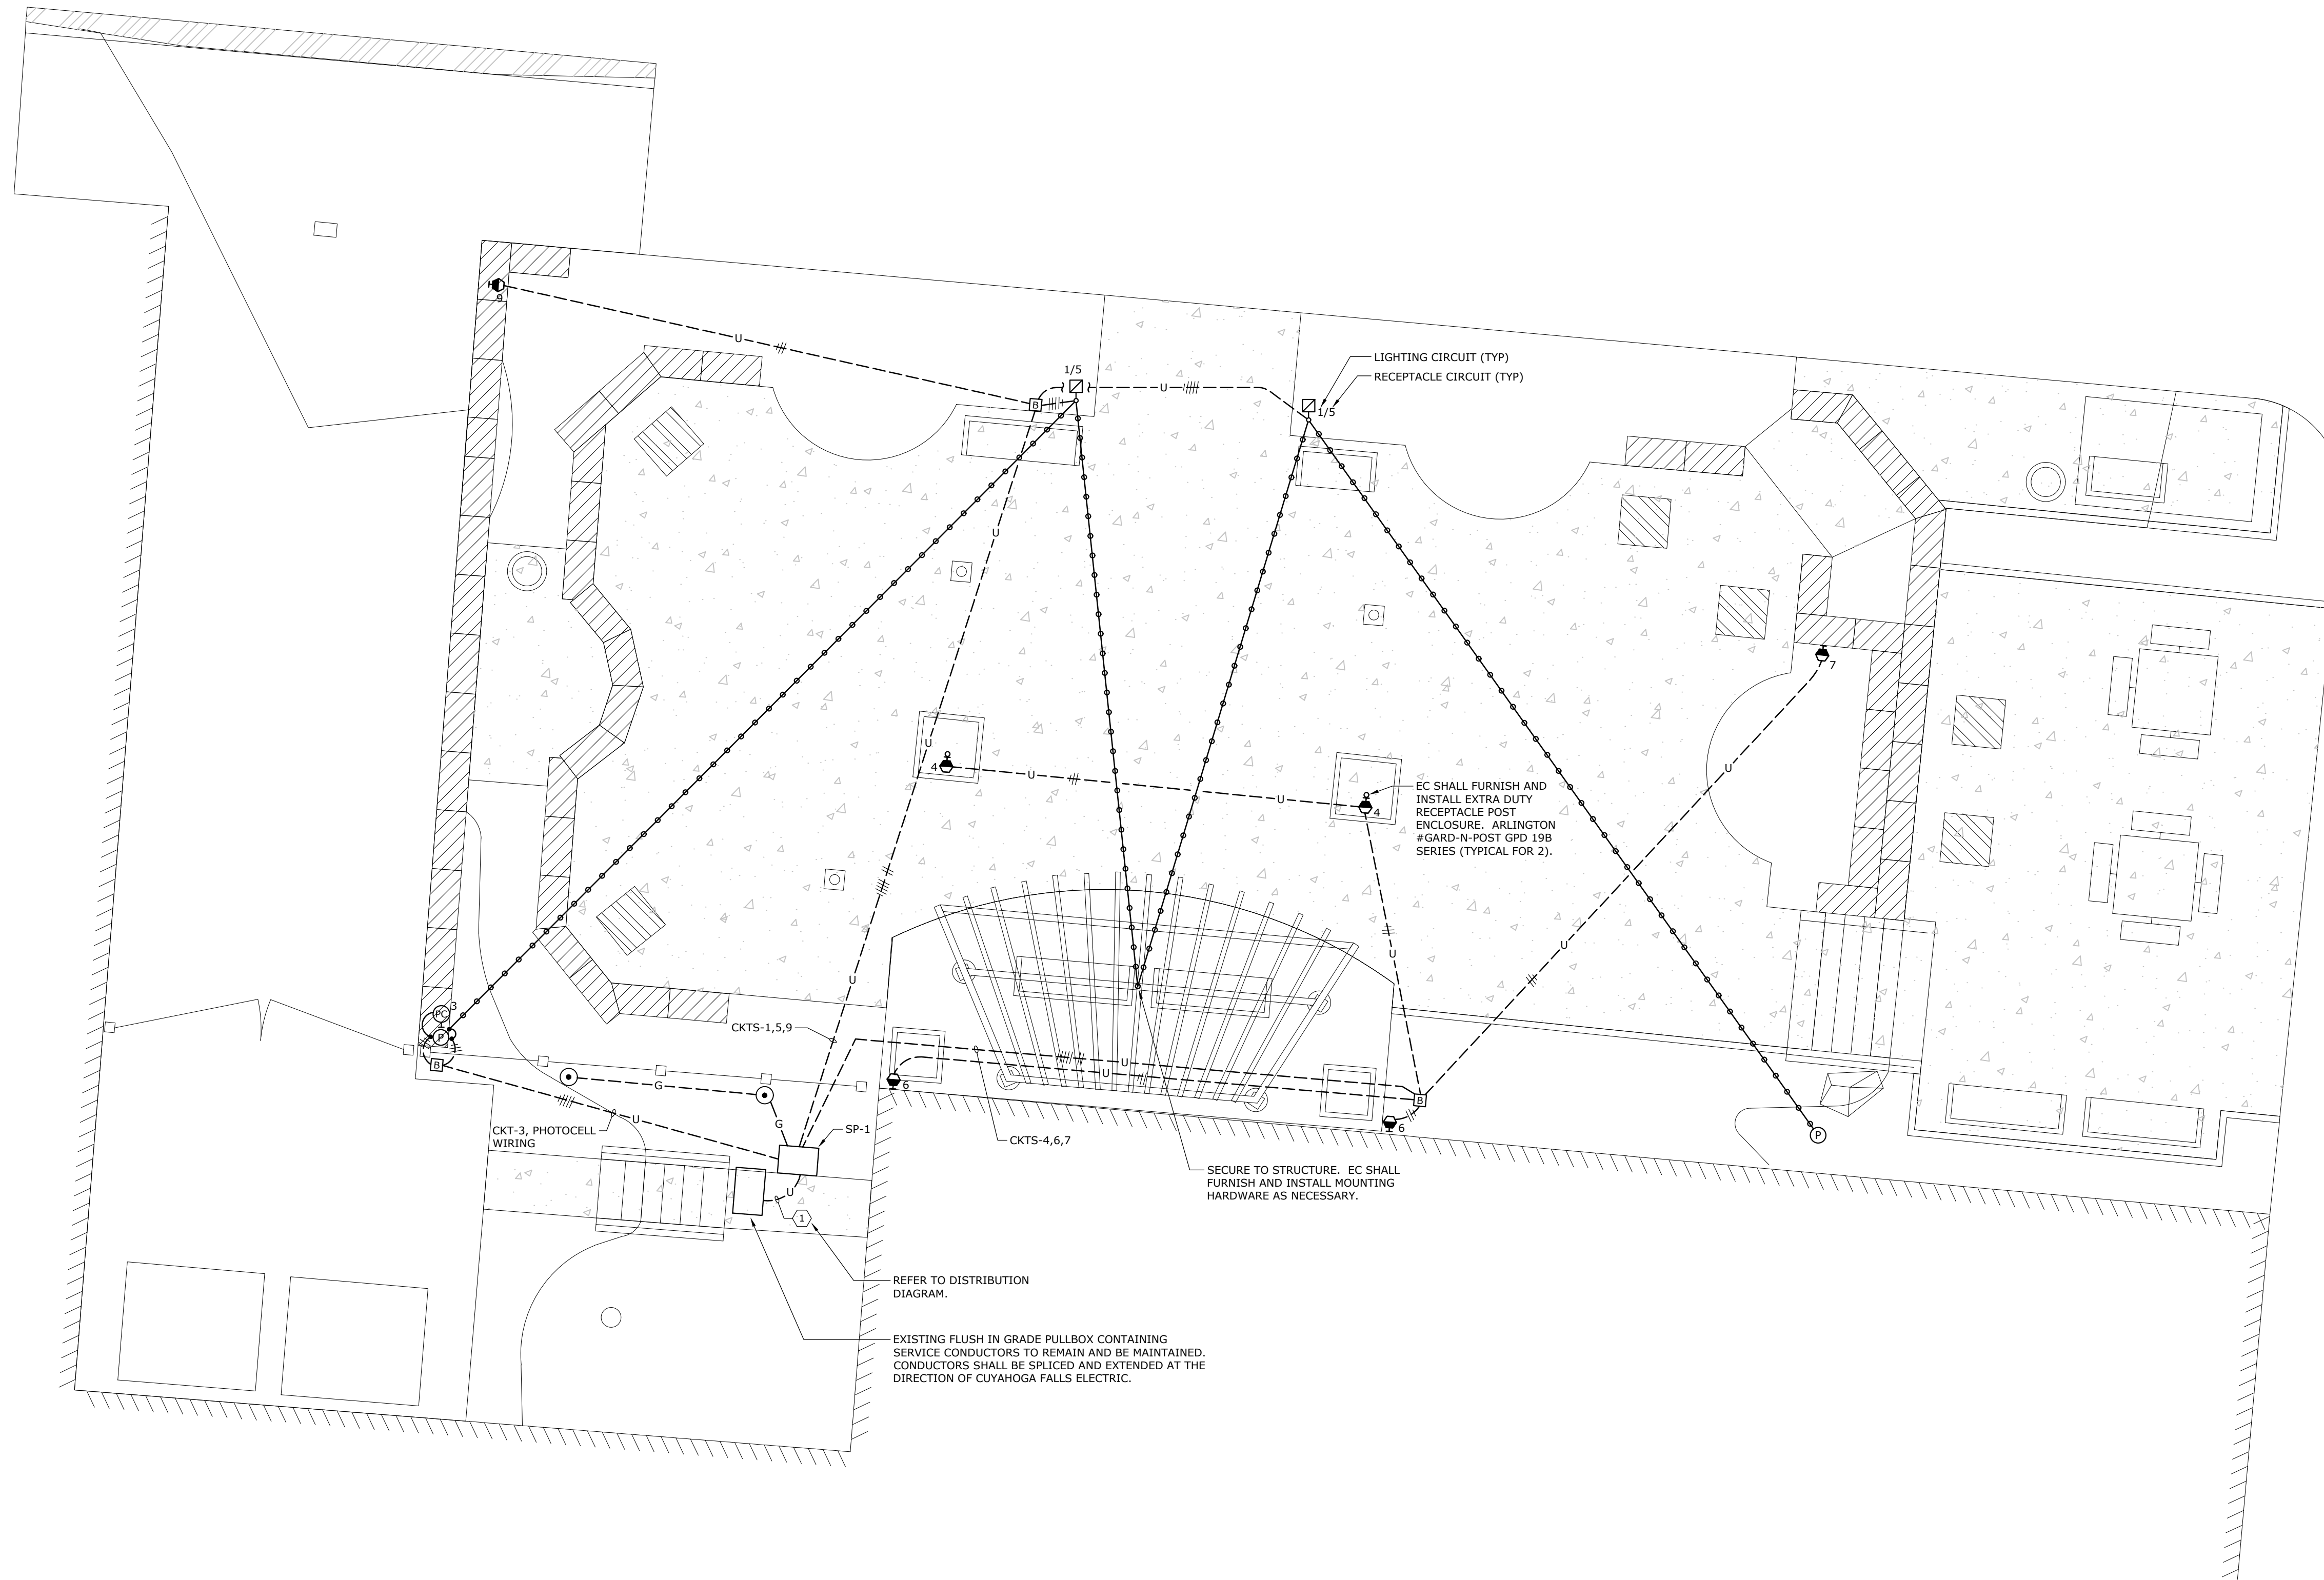 9
U
1/5
B
U
LIGHTING CIRCUIT (TYP)
RECEPTACLE CIRCUIT (TYP)
1/5
U
7
U
4
U
U
U
4
EC SHALL FURNISH AND
INSTALL EXTRA DUTY
RECEPTACLE POST
ENCLOSURE.  ARLINGTON
#GARD-N-POST GPD 19B
SERIES (TYPICAL FOR 2).
U
U
U
PC
3
P
B
CKTS-1,5,9
U
U
6
B
6
P
G
G
U
CKT-3, PHOTOCELL
WIRING
SP-1
CKTS-4,6,7
SECURE TO STRUCTURE.  EC SHALL
FURNISH AND INSTALL MOUNTING
HARDWARE AS NECESSARY.
U
1
REFER TO DISTRIBUTION
DIAGRAM.
EXISTING FLUSH IN GRADE PULLBOX CONTAINING
SERVICE CONDUCTORS TO REMAIN AND BE MAINTAINED.
CONDUCTORS SHALL BE SPLICED AND EXTENDED AT THE
DIRECTION OF CUYAHOGA FALLS ELECTRIC.